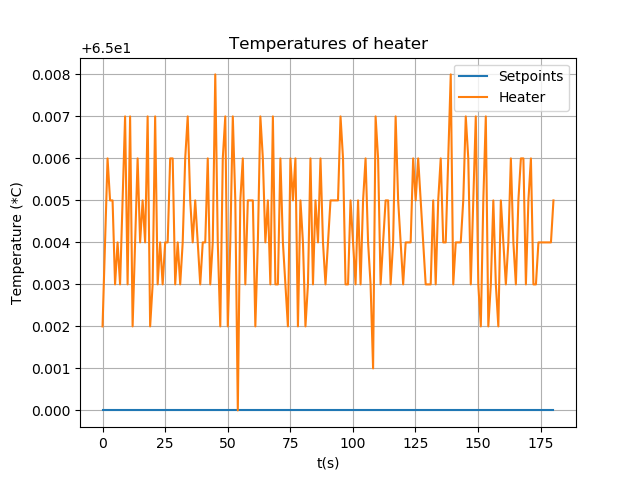 Temperatures of heater
+6.5e1
Setpoints
Heater
0.008
0.007
0.006
0.005
0.004
0.003
0.002
0.001
0.000
Temperature (*C)
0 25 50 75 100 125 150 175
t(s)